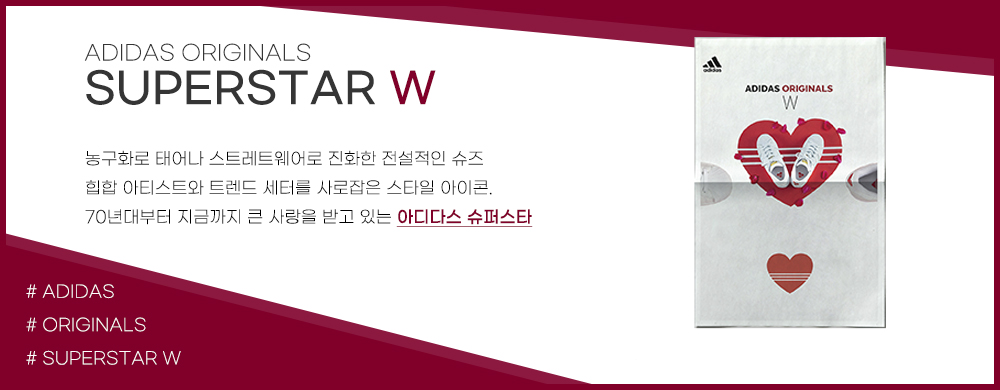 ADIDAS ORIGINALS
SUPERSTAR W
농구화로 태어나 스트레트웨어로 진화한 전설적인 슈즈
힙합 아티스트와 트렌드 세터를 사로잡은 스타일 아이콘.
70년대부터 지금까지 큰 사랑을 받고 있는 아디다스 슈퍼스타
# ADIDAS
# ORIGINALS
# SUPERSTAR W
adidas
ADIDAS ORIGINALS
W